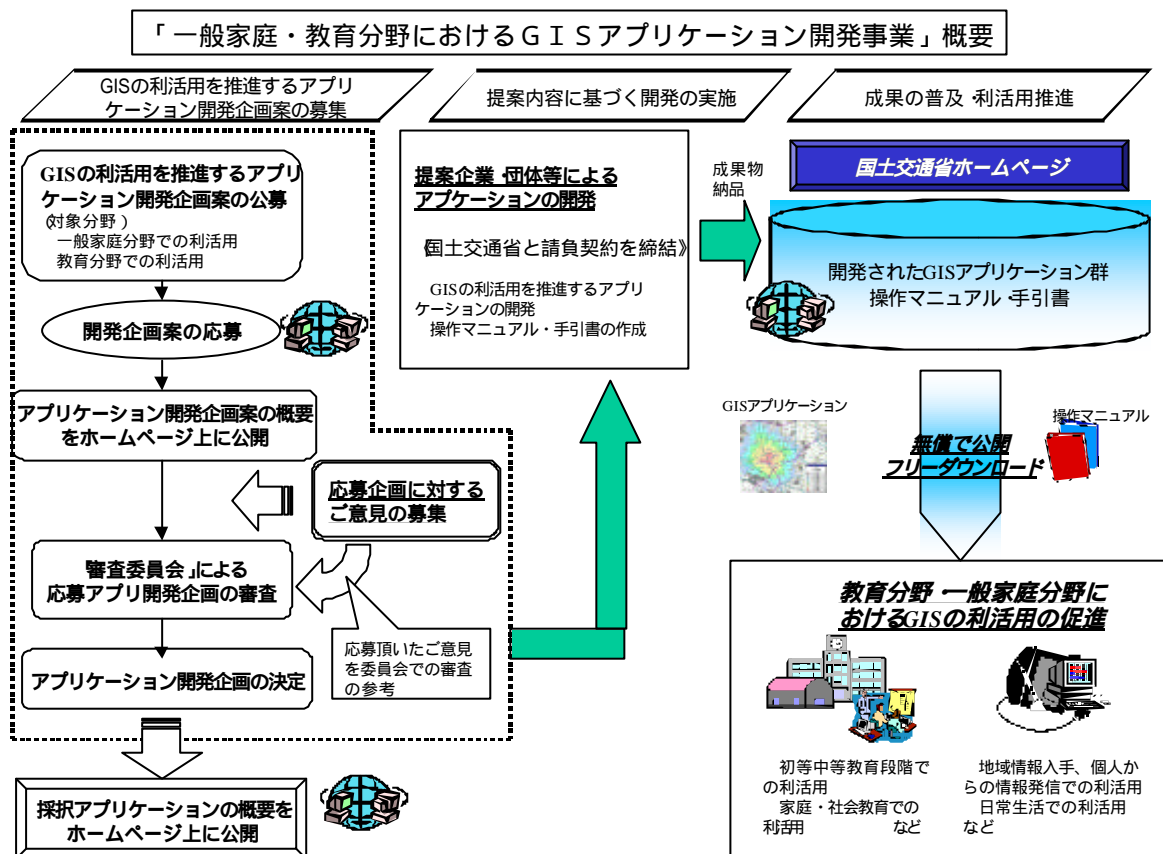 「一般家庭・教育分野におけるＧＩＳアプリケーション開発事業」概要
GISの利活用を推進するアプリ
ケーション開発企画案の募集
提案内容に基づく開発の実施
成果の普及・利活用推進
GISの利活用を推進するアプリ
ケーション開発企画案の公募
(対象分野)
一般家庭分野での利活用
教育分野での利活用
開発企画案の応募
アプリケーション開発企画案の概要
をホームページ上に公開
応募企画に対する
ご意見の募集
「審査委員会」による
応募アプリ開発企画の審査
応募頂いたご意見
を委員会での審査
の参考
アプリケーション開発企画の決定
採択アプリケーションの概要を
ホームページ上に公開
提案企業・団体等による
アプケーションの開発
《国土交通省と請負契約を締結》
GISの利活用を推進するアプリ
ケーションの開発
操作マニュアル・手引書の作成
成果物
納品
国土交通省ホームページ
開発されたGISアプリケーション群
操作マニュアル・手引書
GISアプリケーション
操作マニュアル
無償で公開
フリーダウンロード
教育分野・一般家庭分野に
おけるGISの利活用の促進
初等中等教育段階で
の利活用
家庭・社会教育での
利活用 など
地域情報入手、個人か
らの情報発信での利活用
日常生活での利活用
など